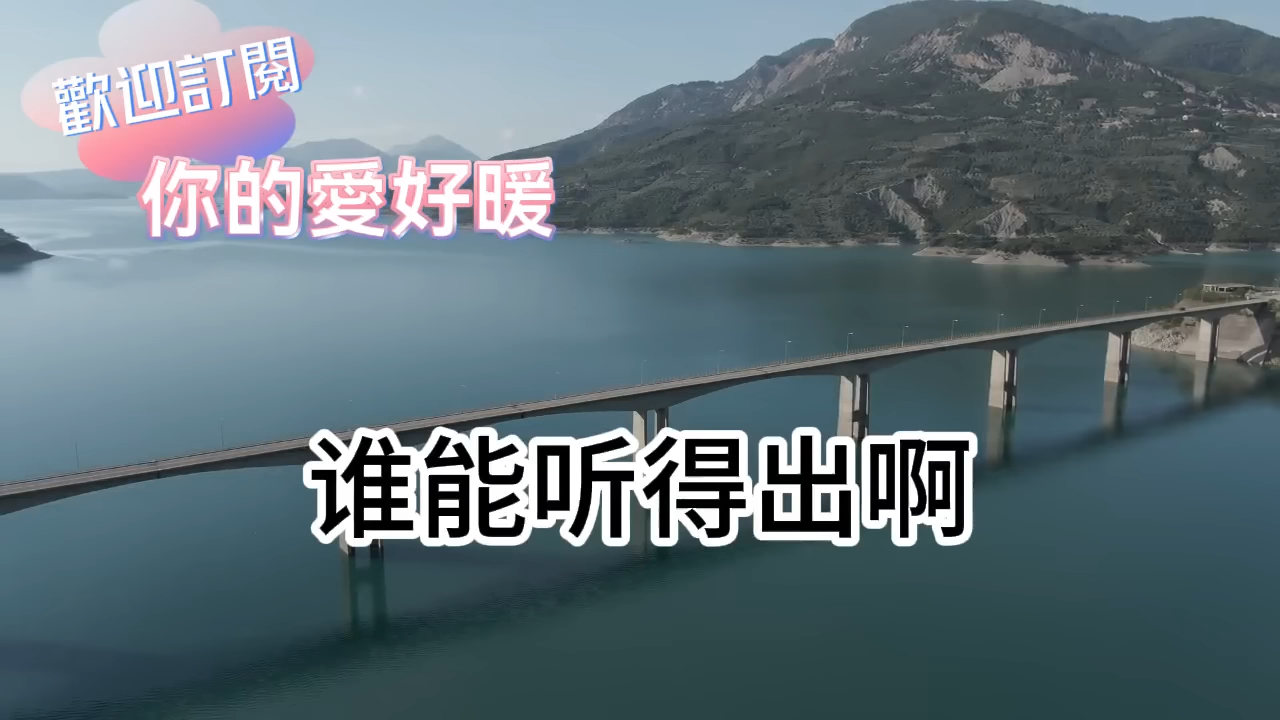 歡迎訂閱
你的愛好暖
谁能听得出啊